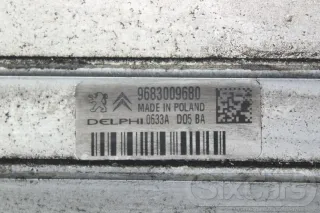 9683009680
MADE IN POLAND
DELPHI 0633A D05 BA